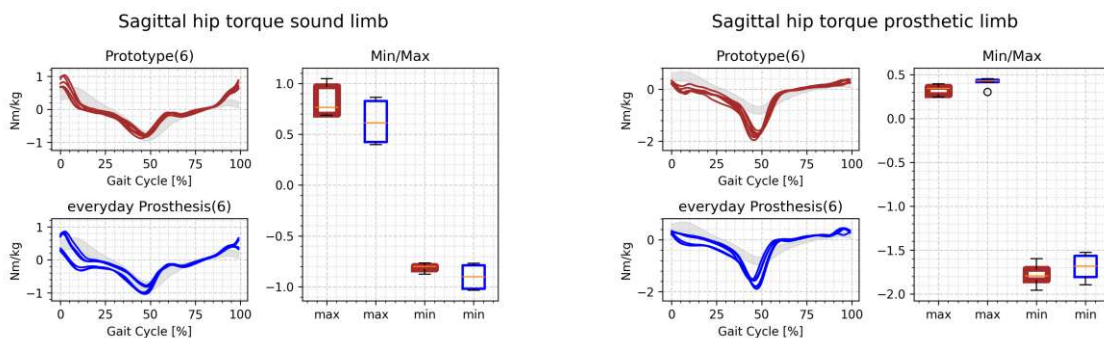 Sagittal hip torque sound limb
Prototype(6)
Nm/kg
1
0
−1
0 25 50 75 100
Gait Cycle [%]
everyday Prosthesis(6)
Nm/kg
1
0
−1
0 25 50 75 100
Gait Cycle [%]
Min/Max
1.0
0.5
0.0
−0.5
−1.0
max max min min
Sagittal hip torque prosthetic limb
Prototype(6)
Nm/kg
0
−2
0 25 50 75 100
Gait Cycle [%]
everyday Prosthesis(6)
Nm/kg
0
−2
0 25 50 75 100
Gait Cycle [%]
Min/Max
0.5
0.0
−0.5
−1.0
−1.5
−2.0
max max min min